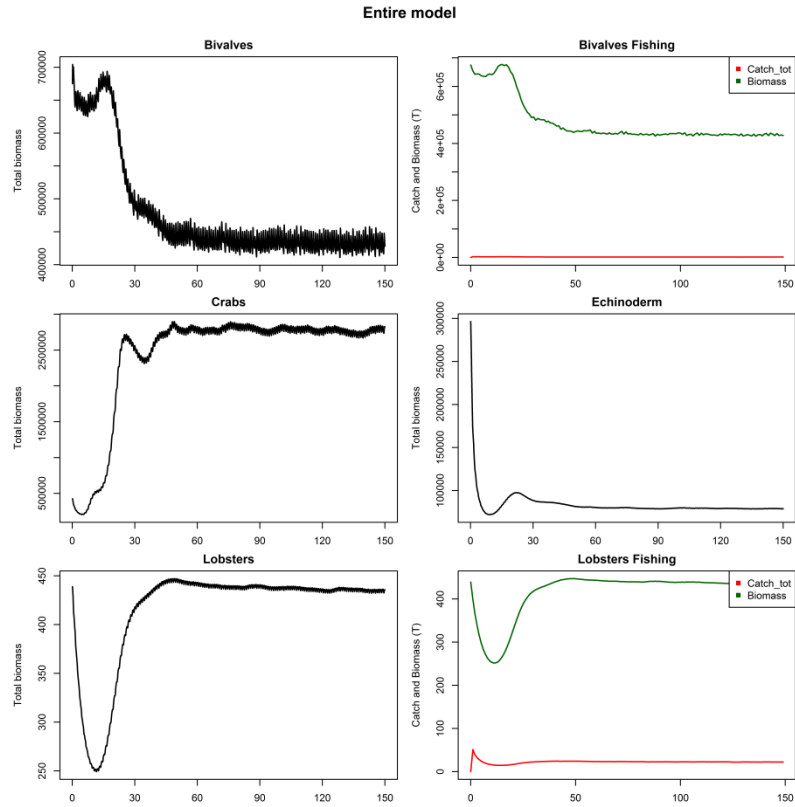 Entire model
Bivalves
Total biomass
700000
600000
500000
400000
0 30 60 90 120 150
Bivalves Fishing
Catch and Biomass (T)
6e+05
4e+05
2e+05
0e+00
0 50 100 150
Catch_tot
Biomass
Crabs
Total biomass
2500000
1500000
500000
0 30 60 90 120 150
Echinoderm
Total biomass
300000
250000
200000
150000
100000
0 30 60 90 120 150
Lobsters
Total biomass
450
400
350
300
250
0 30 60 90 120 150
Lobsters Fishing
Catch and Biomass (T)
400
300
200
100
0
0 50 100 150
Catch_tot
Biomass